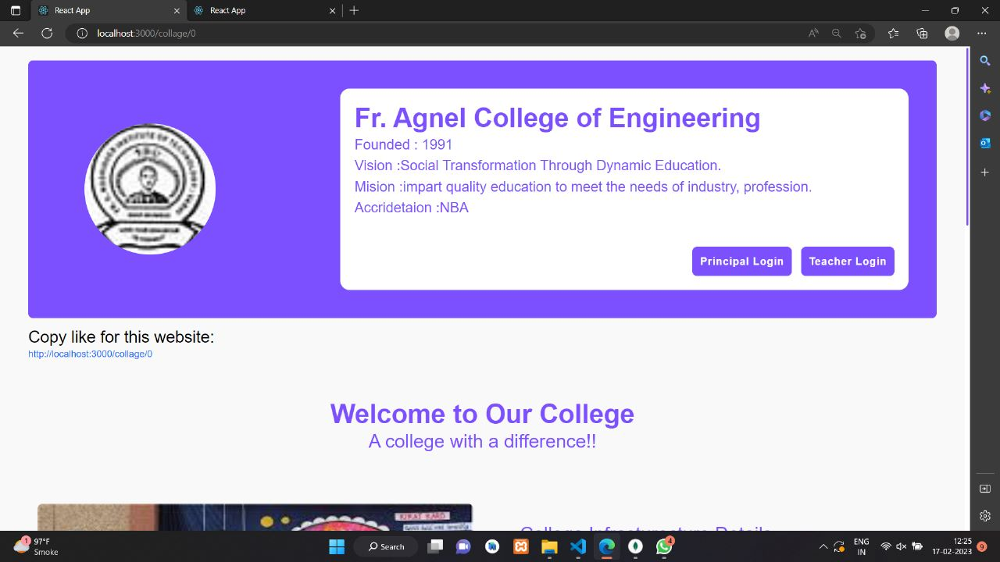 React App
React App
localhost:3000/collage/0
Fr. Agnel College of Engineering
Founded : 1991
Vision :Social Transformation Through Dynamic Education.
Mision :impart quality education to meet the needs of industry, profession.
Accridetaion :NBA
Principal Login
Teacher Login
Copy like for this website:
http://localhost:3000/collage/0
Welcome to Our College
A college with a difference!!
1
97°F
Smoke
Search
4
ENG
IN
12:25
17-02-2023
9